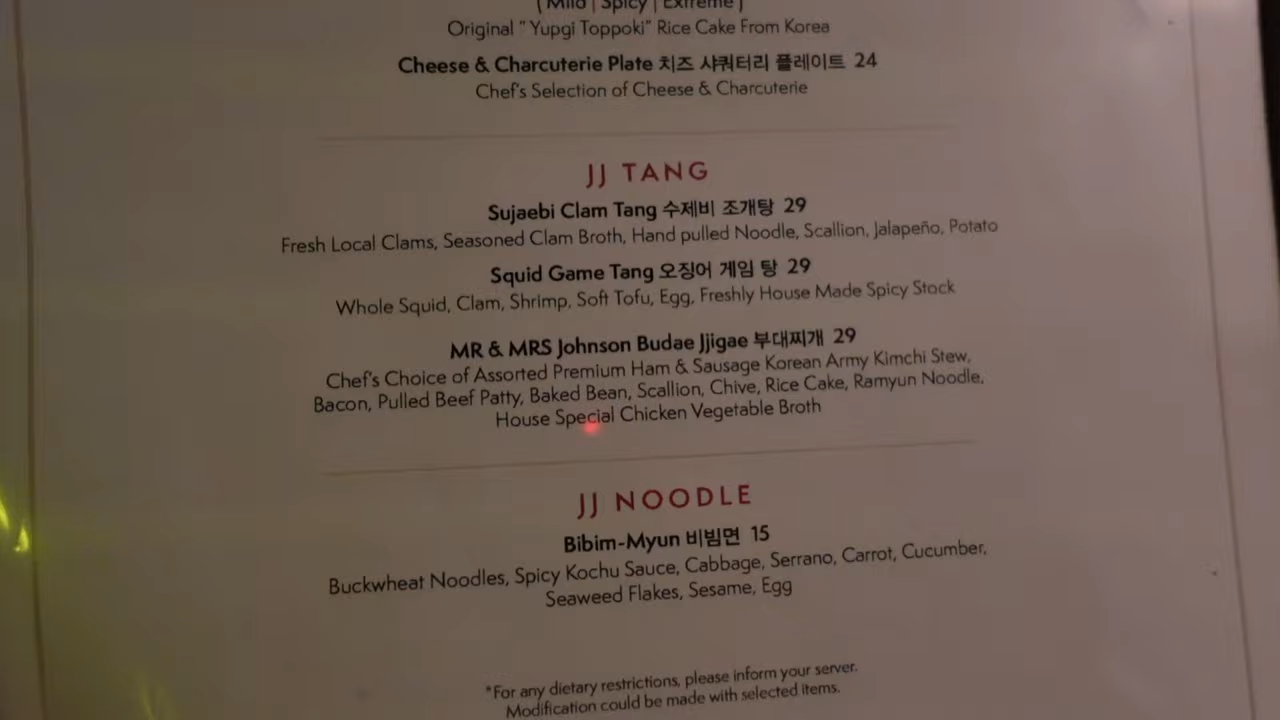 ( Mild | Spicy | Extreme )
Original " Yupgi Toppoki" Rice Cake From Korea
Cheese & Charcuterie Plate 치즈 샤퀴터리 플레이트 24
Chef's Selection of Cheese & Charcuterie
JJ TANG
Sujaebi Clam Tang 수제비 조개탕 29
Fresh Local Clams, Seasoned Clam Broth, Hand pulled Noodle, Scallion, Jalapeño, Potato
Squid Game Tang 오징어 게임 탕 29
Whole Squid, Clam, Shrimp, Soft Tofu, Egg, Freshly House Made Spicy Stock
MR & MRS Johnson Budae Jjigae 부대찌개 29
Chef's Choice of Assorted Premium Ham & Sausage Korean Army Kimchi Stew,
Bacon, Pulled Beef Patty, Baked Bean, Scallion, Chive, Rice Cake, Ramyun Noodle,
House Special Chicken Vegetable Broth
JJ NOODLE
Bibim-Myun 비빔면 15
Buckwheat Noodles, Spicy Kochu Sauce, Cabbage, Serrano, Carrot, Cucumber,
Seaweed Flakes, Sesame, Egg
*For any dietary restrictions, please inform your server.
Modification could be made with selected items.